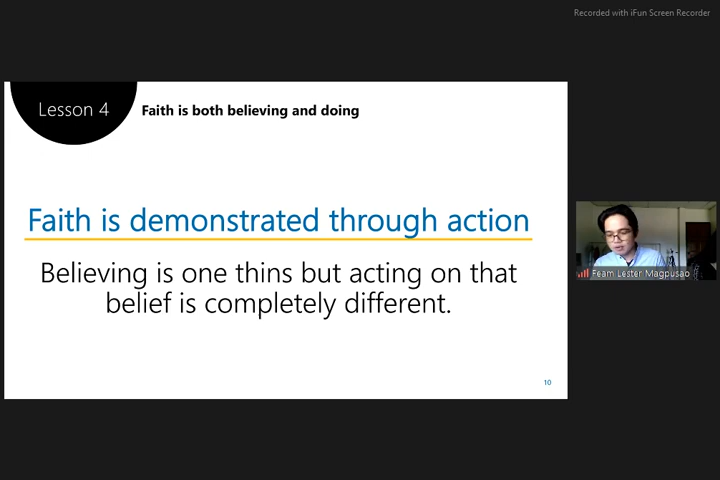 Recorded with iFun Screen Recorder
Lesson 4
Faith is both believing and doing
Faith is demonstrated through action
Believing is one thins but acting on that
belief is completely different.
Feam Lester Magpusao
10